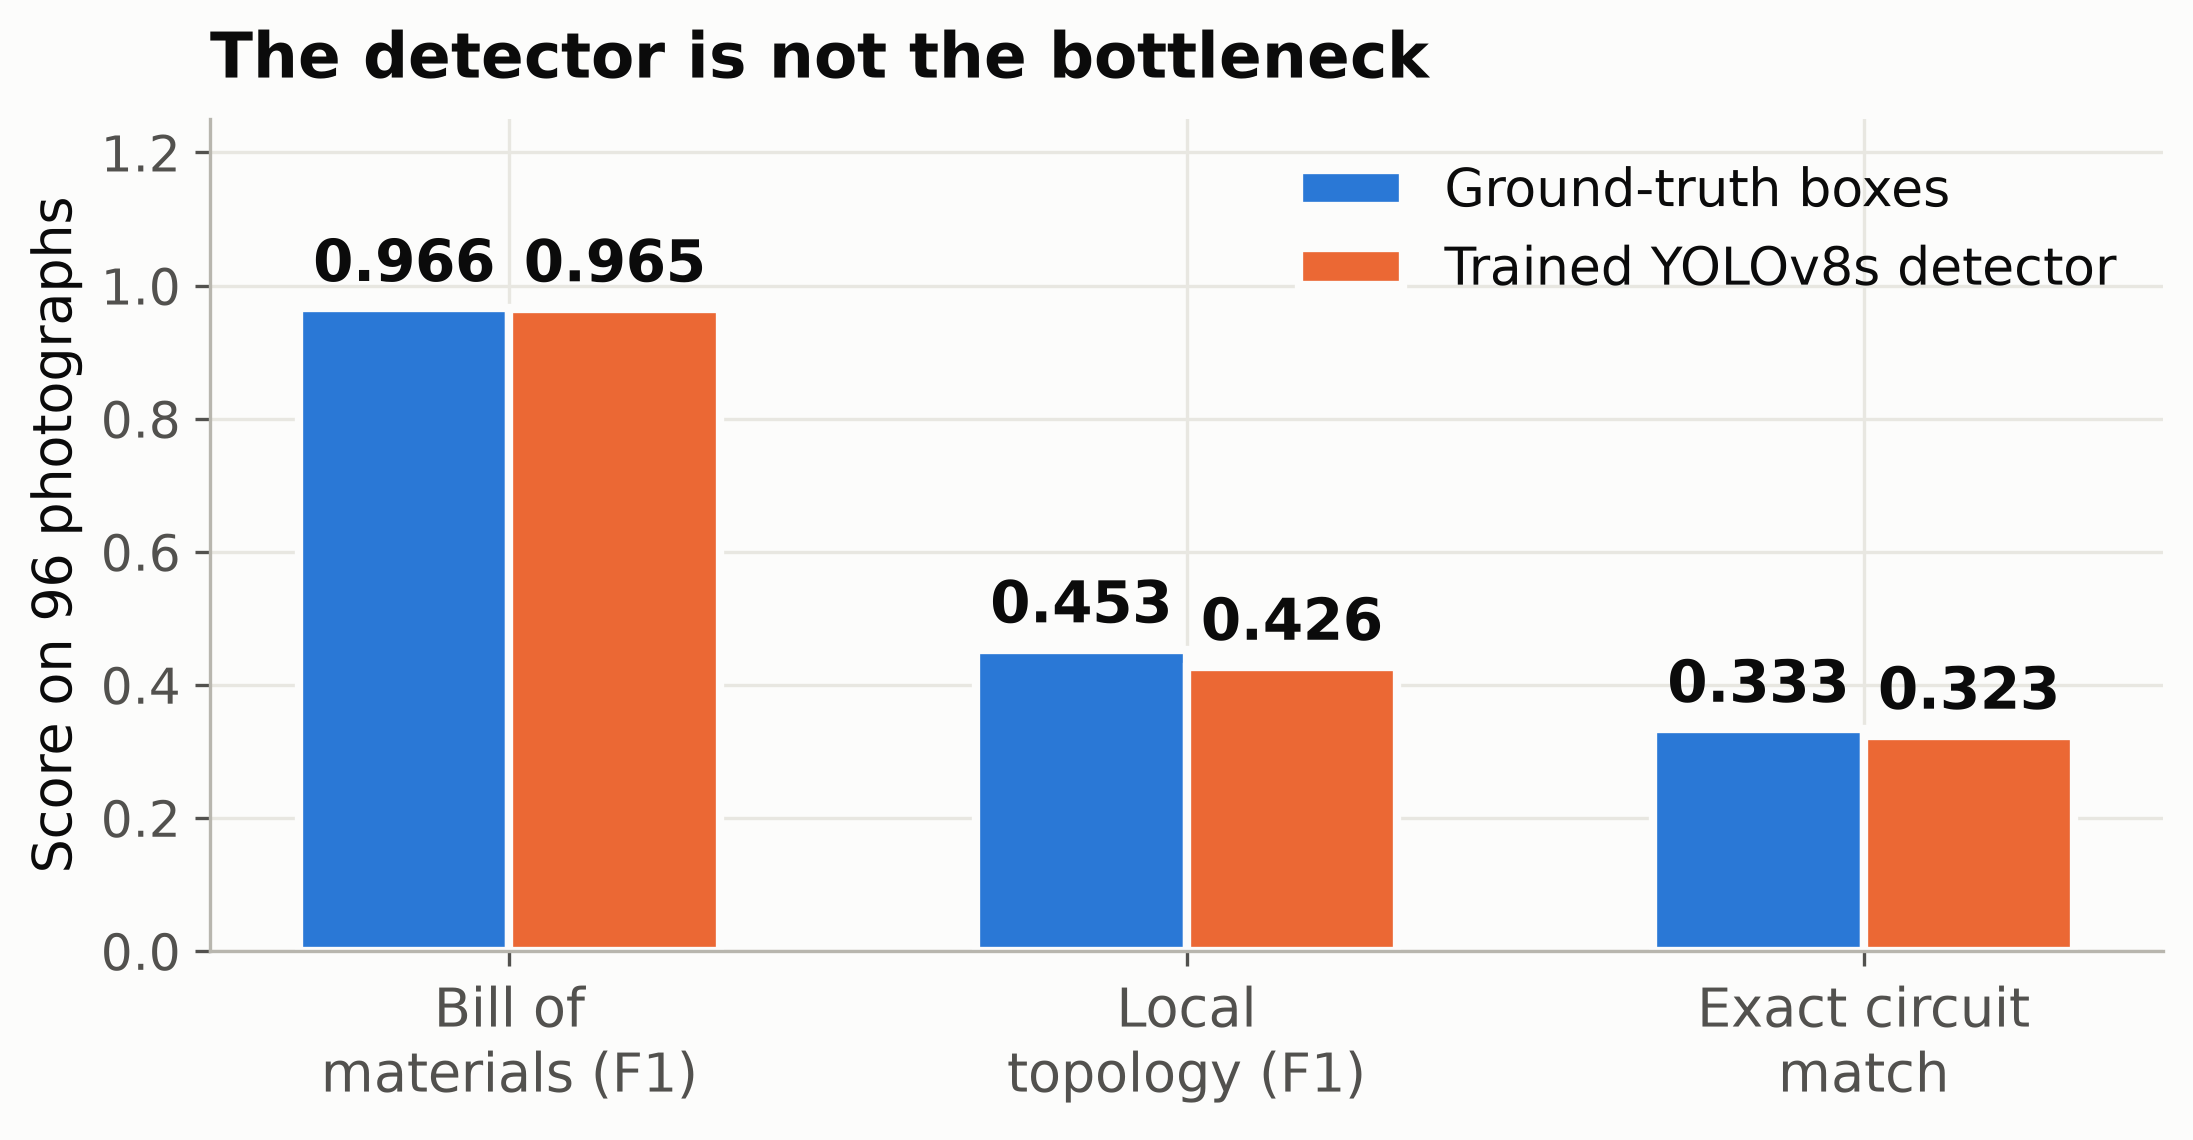 The detector is not the bottleneck
Score on 96 photographs
1.2
1.0
0.8
0.6
0.4
0.2
0.0
Ground-truth boxes
Trained YOLOv8s detector
0.966 0.965
0.453 0.426
0.333 0.323
Bill of
materials (F1)
Local
topology (F1)
Exact circuit
match